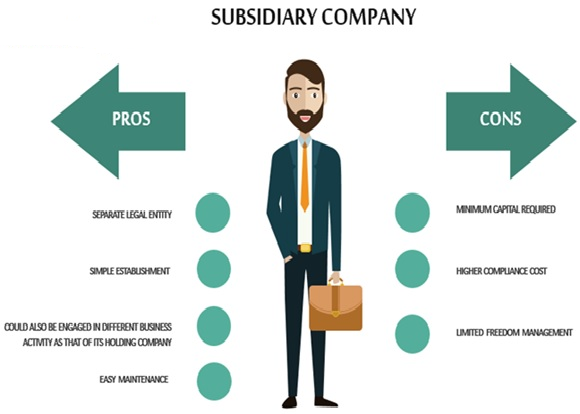 SUBSIDIARY COMPANY
PROS
SEPARATE LEGAL ENTITY
SIMPLE ESTABLISHMENT
COULD ALSO BE ENGAGED IN DIFFERENT BUSINESS
ACTIVITY AS THAT OF ITS HOLDING COMPANY
EASY MAINTENANCE
CONS
MINIMUM CAPITAL REQUIRED
HIGHER COMPLIANCE COST
LIMITED FREEDOM MANAGEMENT